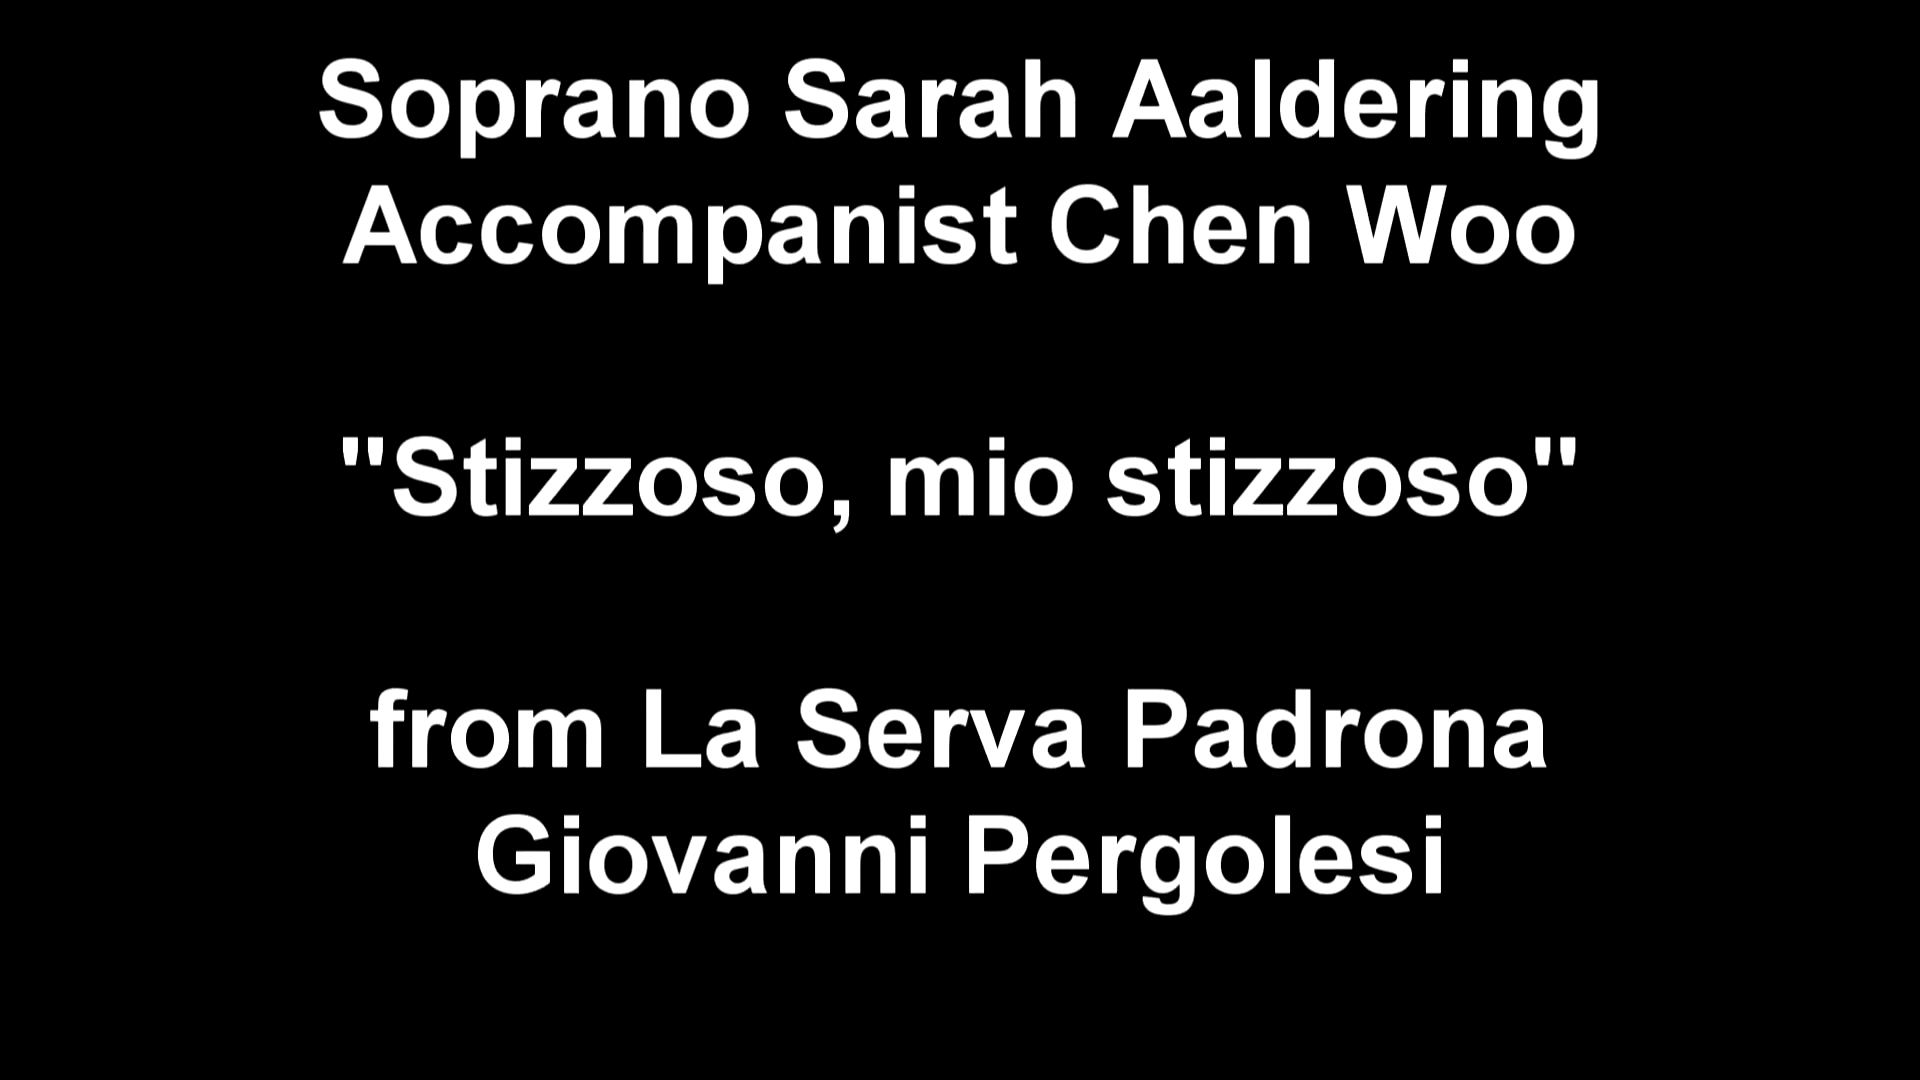 Soprano Sarah Aaldering
Accompanist Chen Woo
"Stizzoso, mio stizzoso"
from La Serva Padrona
Giovanni Pergolesi